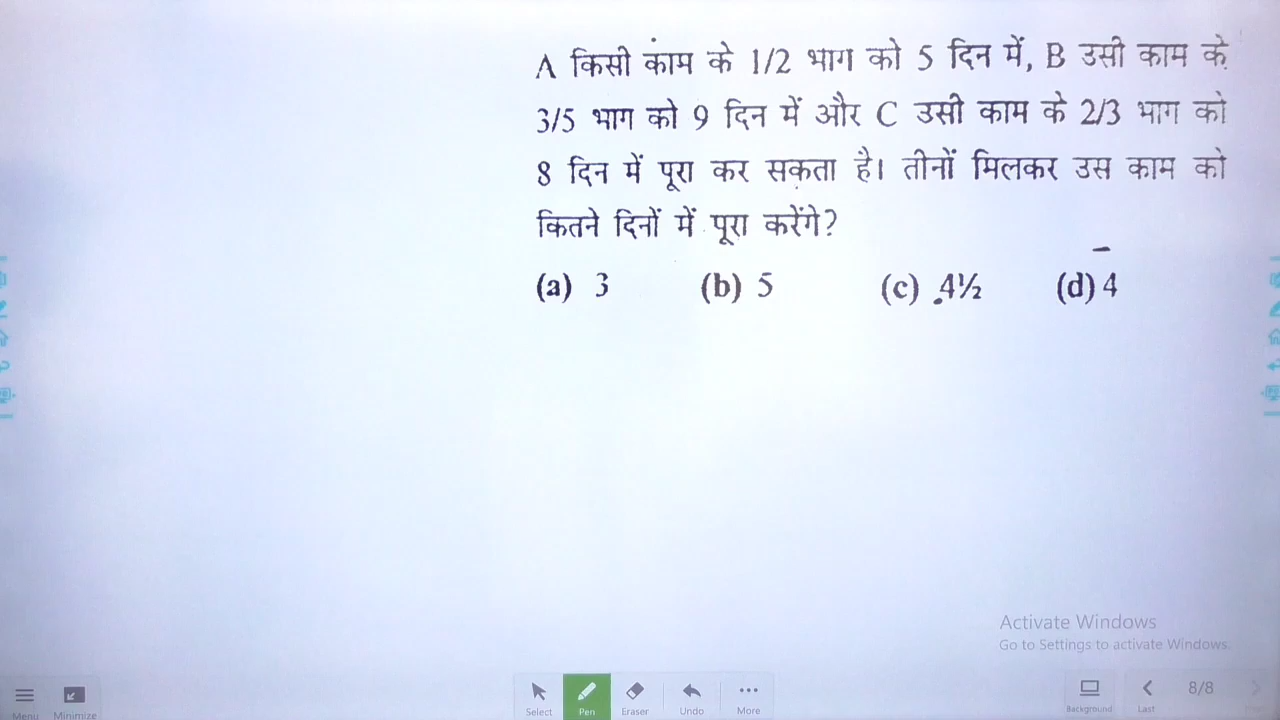 A किसी काम के 1/2 भाग को 5 दिन में, B उसी काम के
3/5 भाग को 9 दिन में और C उसी काम के 2/3 भाग को
8 दिन में पूरा कर सकता है। तीनों मिलकर उस काम को
कितने दिनों में पूरा करेंगे?
(a) 3 (b) 5 (c) 4½ (d) 4
Activate Windows
Go to Settings to activate Windows.
Menu Minimize Select Pen Eraser Undo More Background Last 8/8